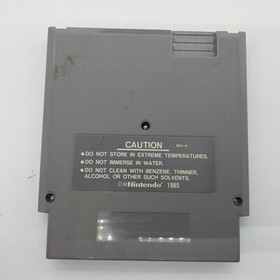 CAUTION
• DO NOT STORE IN EXTREME TEMPERATURES.
• DO NOT IMMERSE IN WATER.
• DO NOT CLEAN WITH BENZENE, THINNER,
ALCOHOL OR OTHER SUCH SOLVENTS.
Nintendo 1985
Nintendo